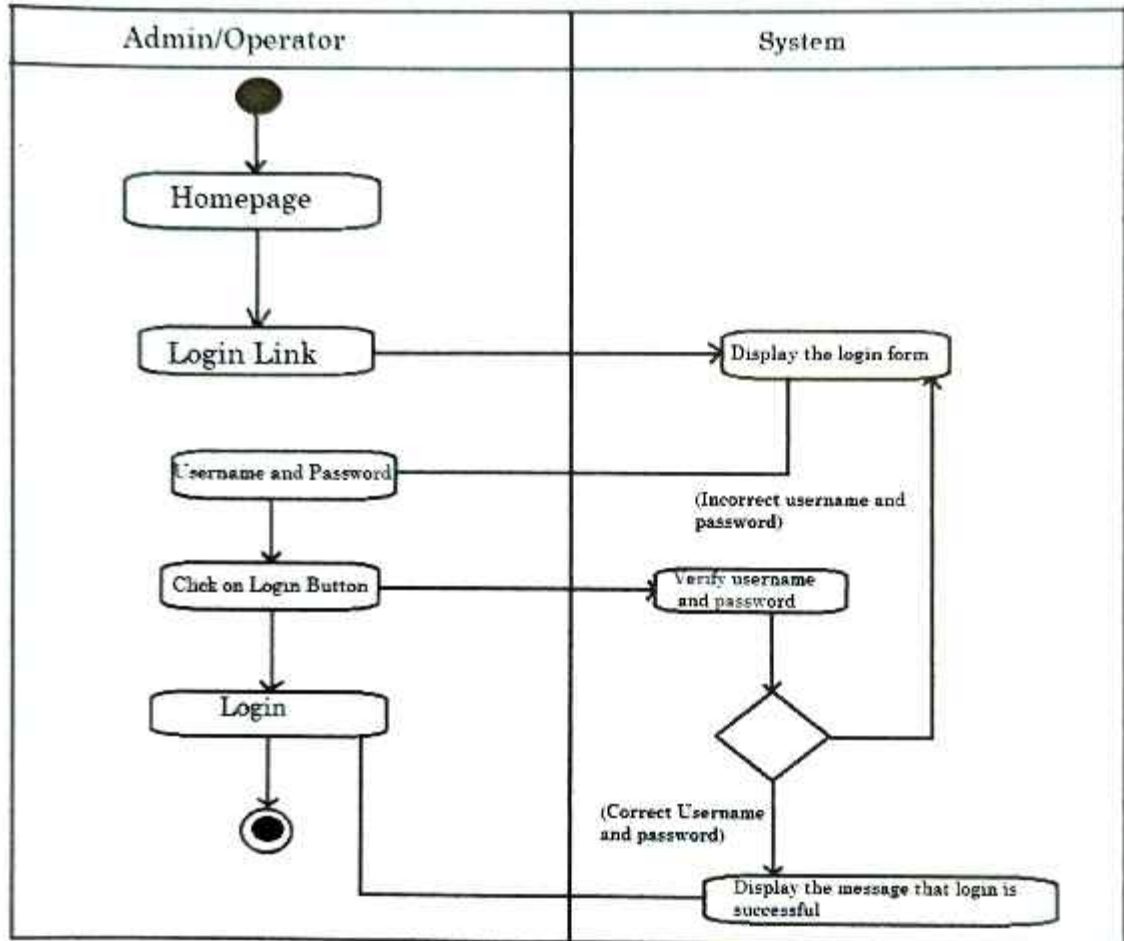 Admin/Operator
System
Homepage
Login Link
Display the login form
Username and Password
(Incorrect username and
password)
Click on Login Button
Verify username
and password
Login
(Correct Username
and password)
Display the message that login is
successful